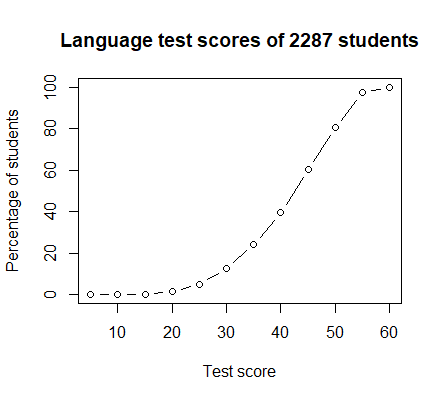 Language test scores of 2287 students
Percentage of students
100
80
60
40
20
0
10 20 30 40 50 60
Test score